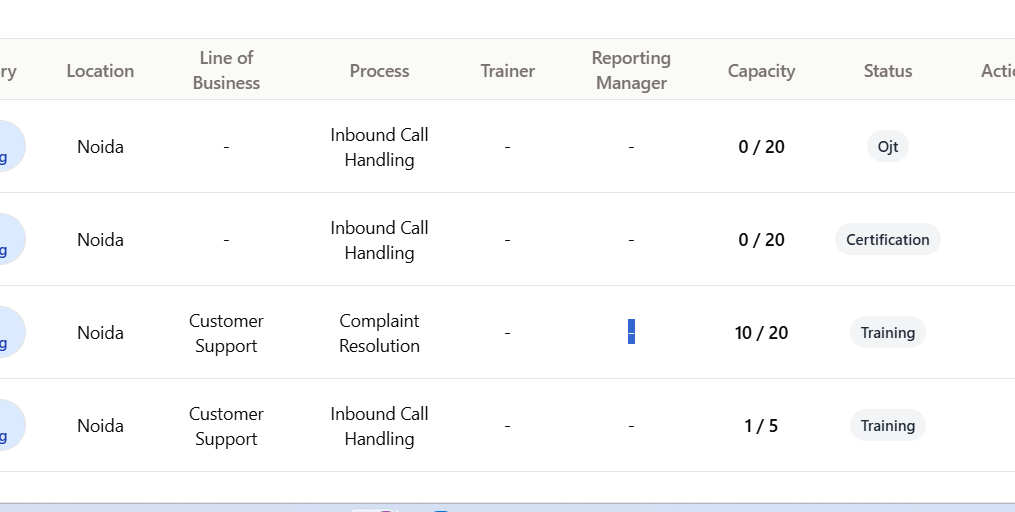 ry Location Line of Business Process Trainer Reporting Manager Capacity Status Actio
g Noida - Inbound Call Handling - - 0 / 20 Ojt
g Noida - Inbound Call Handling - - 0 / 20 Certification
g Noida Customer Support Complaint Resolution - - 10 / 20 Training
g Noida Customer Support Inbound Call Handling - - 1 / 5 Training